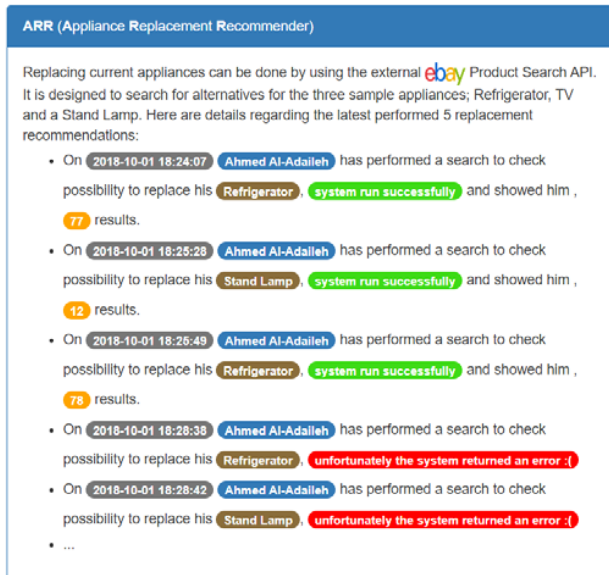 ARR (Appliance Replacement Recommender)
Replacing current appliances can be done by using the external ebay Product Search API.
It is designed to search for alternatives for the three sample appliances; Refrigerator, TV
and a Stand Lamp. Here are details regarding the latest performed 5 replacement
recommendations:
• On 2018-10-01 18:24:07 Ahmed Al-Adaileh has performed a search to check
possibility to replace his Refrigerator, system run successfully and showed him ,
77 results.
• On 2018-10-01 18:25:28 Ahmed Al-Adaileh has performed a search to check
possibility to replace his Stand Lamp, system run successfully and showed him ,
12 results.
• On 2018-10-01 18:25:49 Ahmed Al-Adaileh has performed a search to check
possibility to replace his Refrigerator, system run successfully and showed him ,
78 results.
• On 2018-10-01 18:28:38 Ahmed Al-Adaileh has performed a search to check
possibility to replace his Refrigerator, unfortunately the system returned an error :(
• On 2018-10-01 18:28:42 Ahmed Al-Adaileh has performed a search to check
possibility to replace his Stand Lamp, unfortunately the system returned an error :(
• ...